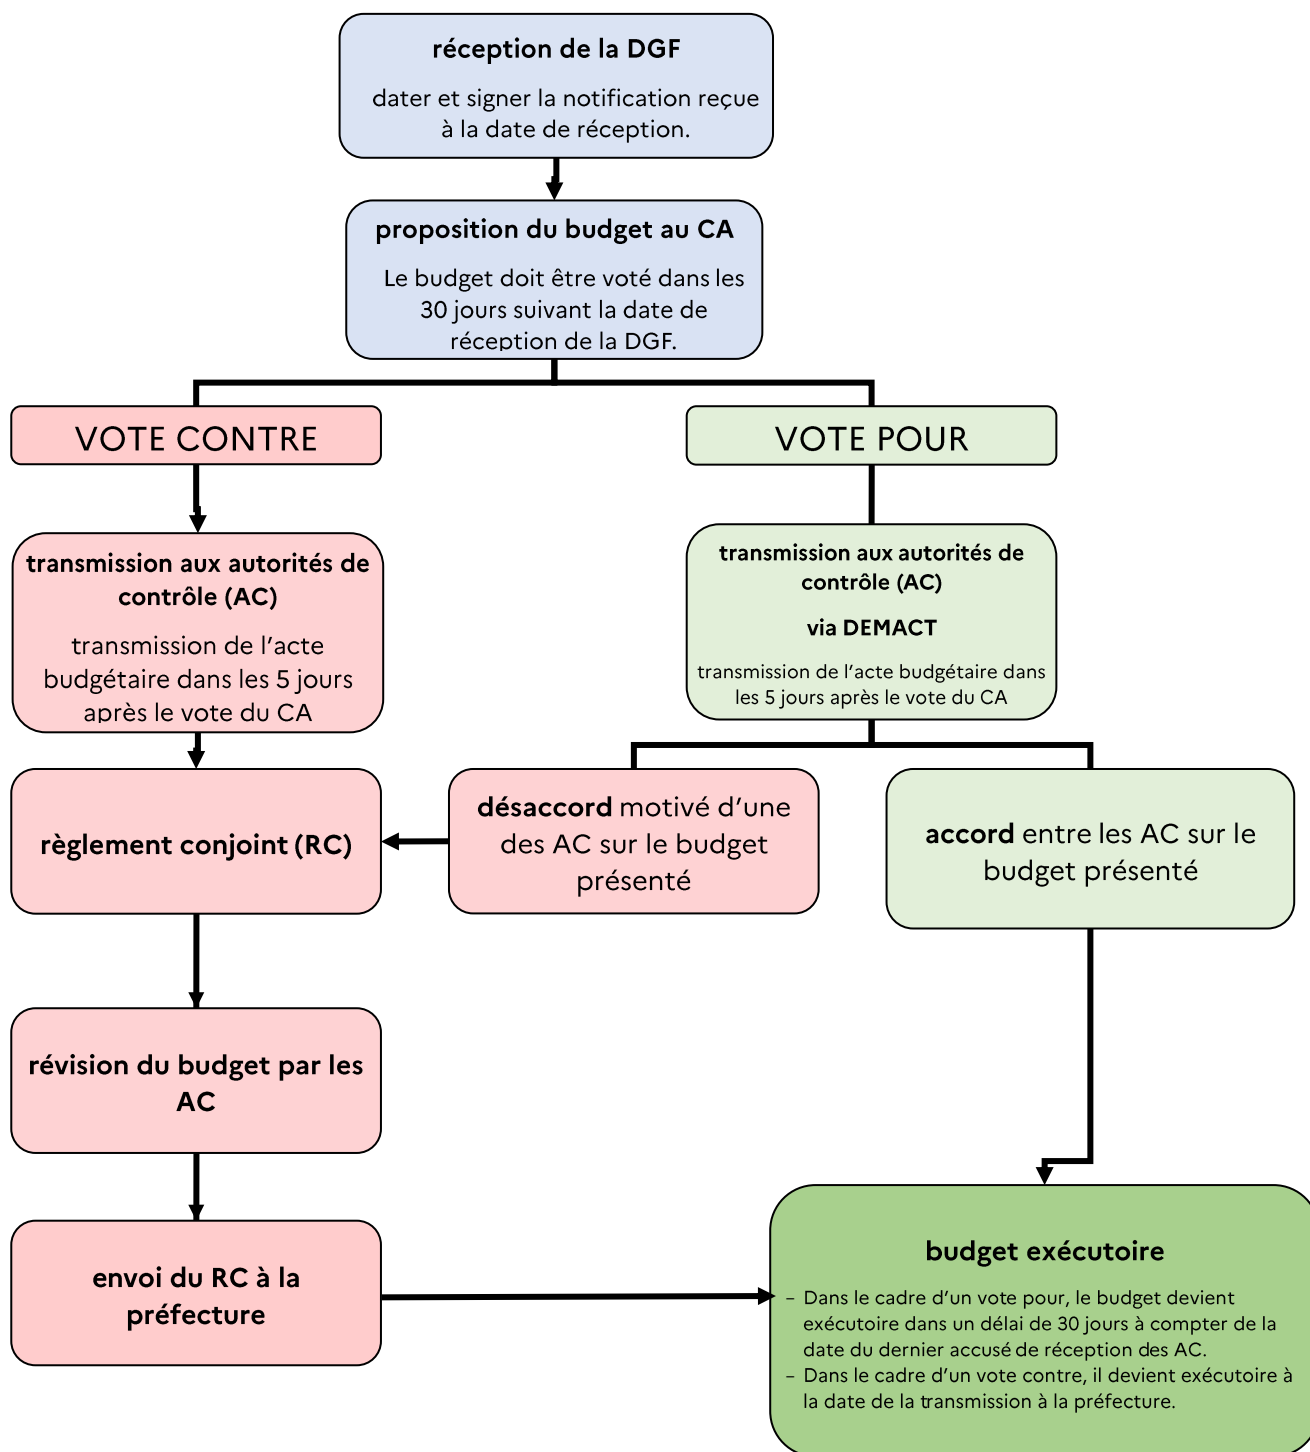 réception de la DGF
dater et signer la notification reçue
à la date de réception.
proposition du budget au CA
Le budget doit être voté dans les
30 jours suivant la date de
réception de la DGF.
VOTE CONTRE
VOTE POUR
transmission aux autorités de
contrôle (AC)
transmission de l'acte
budgétaire dans les 5 jours
après le vote du CA
transmission aux autorités de
contrôle (AC)
via DEMACT
transmission de l'acte budgétaire dans
les 5 jours après le vote du CA
règlement conjoint (RC)
désaccord motivé d'une
des AC sur le budget
présenté
accord entre les AC sur le
budget présenté
révision du budget par les
AC
envoi du RC à la
préfecture
budget exécutoire
– Dans le cadre d'un vote pour, le budget devient
exécutoire dans un délai de 30 jours à compter de la
date du dernier accusé de réception des AC.
– Dans le cadre d'un vote contre, il devient exécutoire à
la date de la transmission à la préfecture.